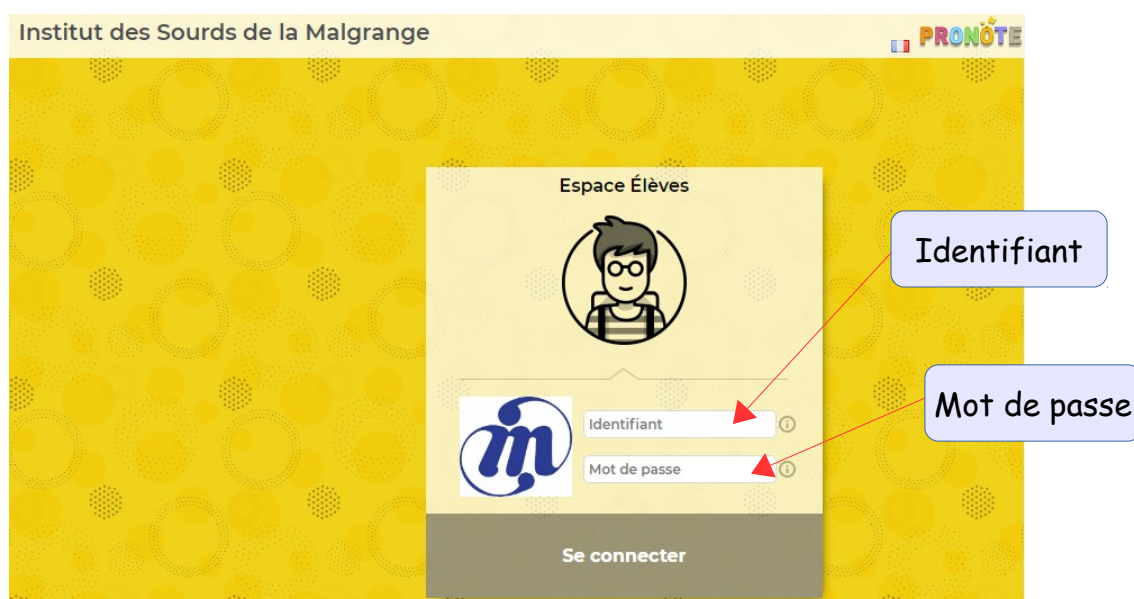 Institut des Sourds de la Malgrange
PRONOTE
Espace Élèves
Identifiant
Identifiant
Mot de passe
Mot de passe
Se connecter